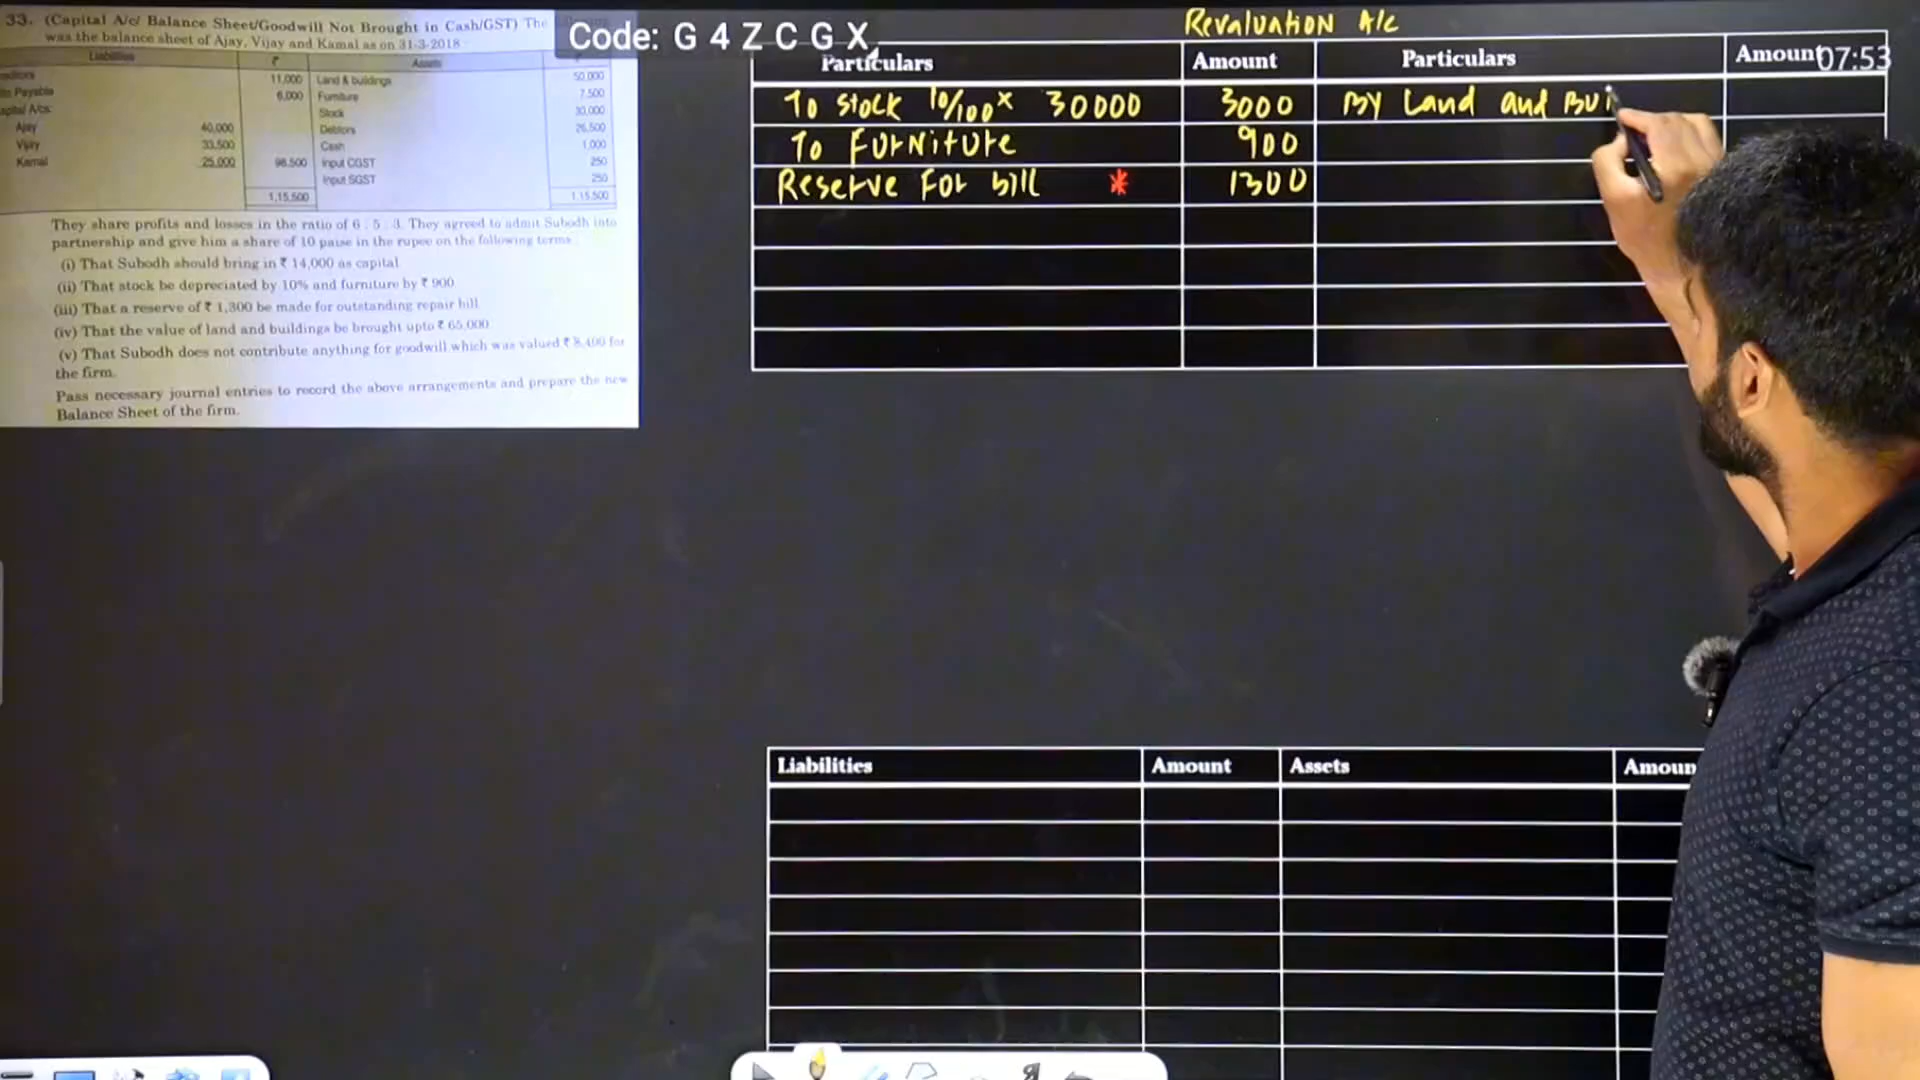 33. (Capital A/c/ Balance Sheet/Goodwill Not Brought in Cash/GST) The
was the balance sheet of Ajay, Vijay and Kamal as on 31-3-2018
Liabilities ₹ Assets
11,000 Land & buildings 50,000
Payable 6,000 Furniture 7,500
A/cs: Stock 30,000
Ajay 40,000 Debtors 26,500
Vijay 33,500 Cash 1,000
Kamal 25,000 98,500 Input CGST 250
Input SGST 250
1,15,500 1,15,500
They share profits and losses in the ratio of 6 : 5 : 3. They agreed to admit Subodh into
partnership and give him a share of 10 paise in the rupee on the following terms
(i) That Subodh should bring in ₹ 14,000 as capital
(ii) That stock be depreciated by 10% and furniture by ₹ 900
(iii) That a reserve of ₹ 1,300 be made for outstanding repair bill
(iv) That the value of land and buildings be brought upto ₹ 65,000
(v) That Subodh does not contribute anything for goodwill which was valued ₹ 8,400 for
the firm.
Pass necessary journal entries to record the above arrangements and prepare the new
Balance Sheet of the firm.
Code: G 4 Z C G X
07:53
Revaluation A/c
Particulars Amount Particulars Amount
To Stock 10/100 x 30000 3000 By Land and Bui
To Furniture 900
Reserve For bill * 1300
Liabilities Amount Assets Amoun